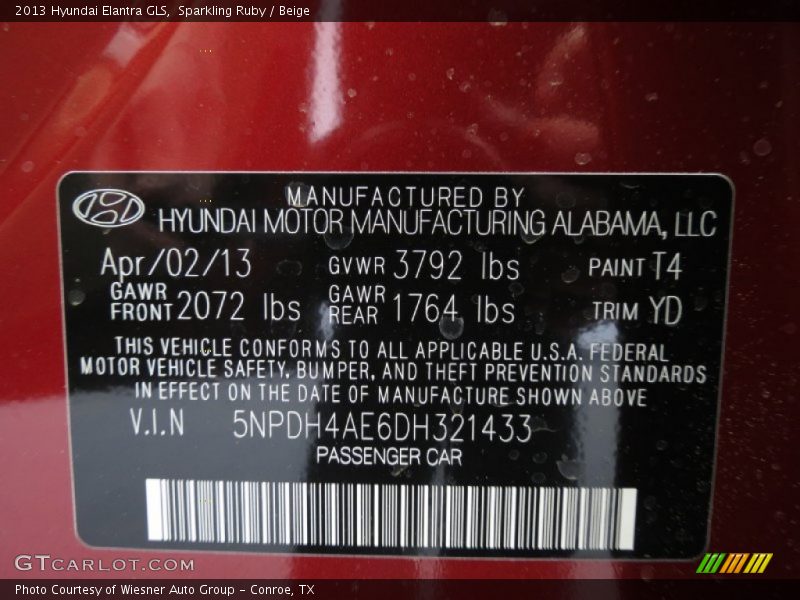 2013 Hyundai Elantra GLS,  Sparkling Ruby / Beige
MANUFACTURED BY
HYUNDAI MOTOR MANUFACTURING ALABAMA, LLC
Apr/02/13 GVWR 3792 lbs PAINT T4
GAWR FRONT 2072 lbs GAWR REAR 1764 lbs TRIM YD
THIS VEHICLE CONFORMS TO ALL APPLICABLE U.S.A. FEDERAL
MOTOR VEHICLE SAFETY, BUMPER, AND THEFT PREVENTION STANDARDS
IN EFFECT ON THE DATE OF MANUFACTURE SHOWN ABOVE
V.I.N 5NPDH4AE6DH321433
PASSENGER CAR
GTCARLOT.COM
Photo Courtesy of Wiesner Auto Group - Conroe, TX